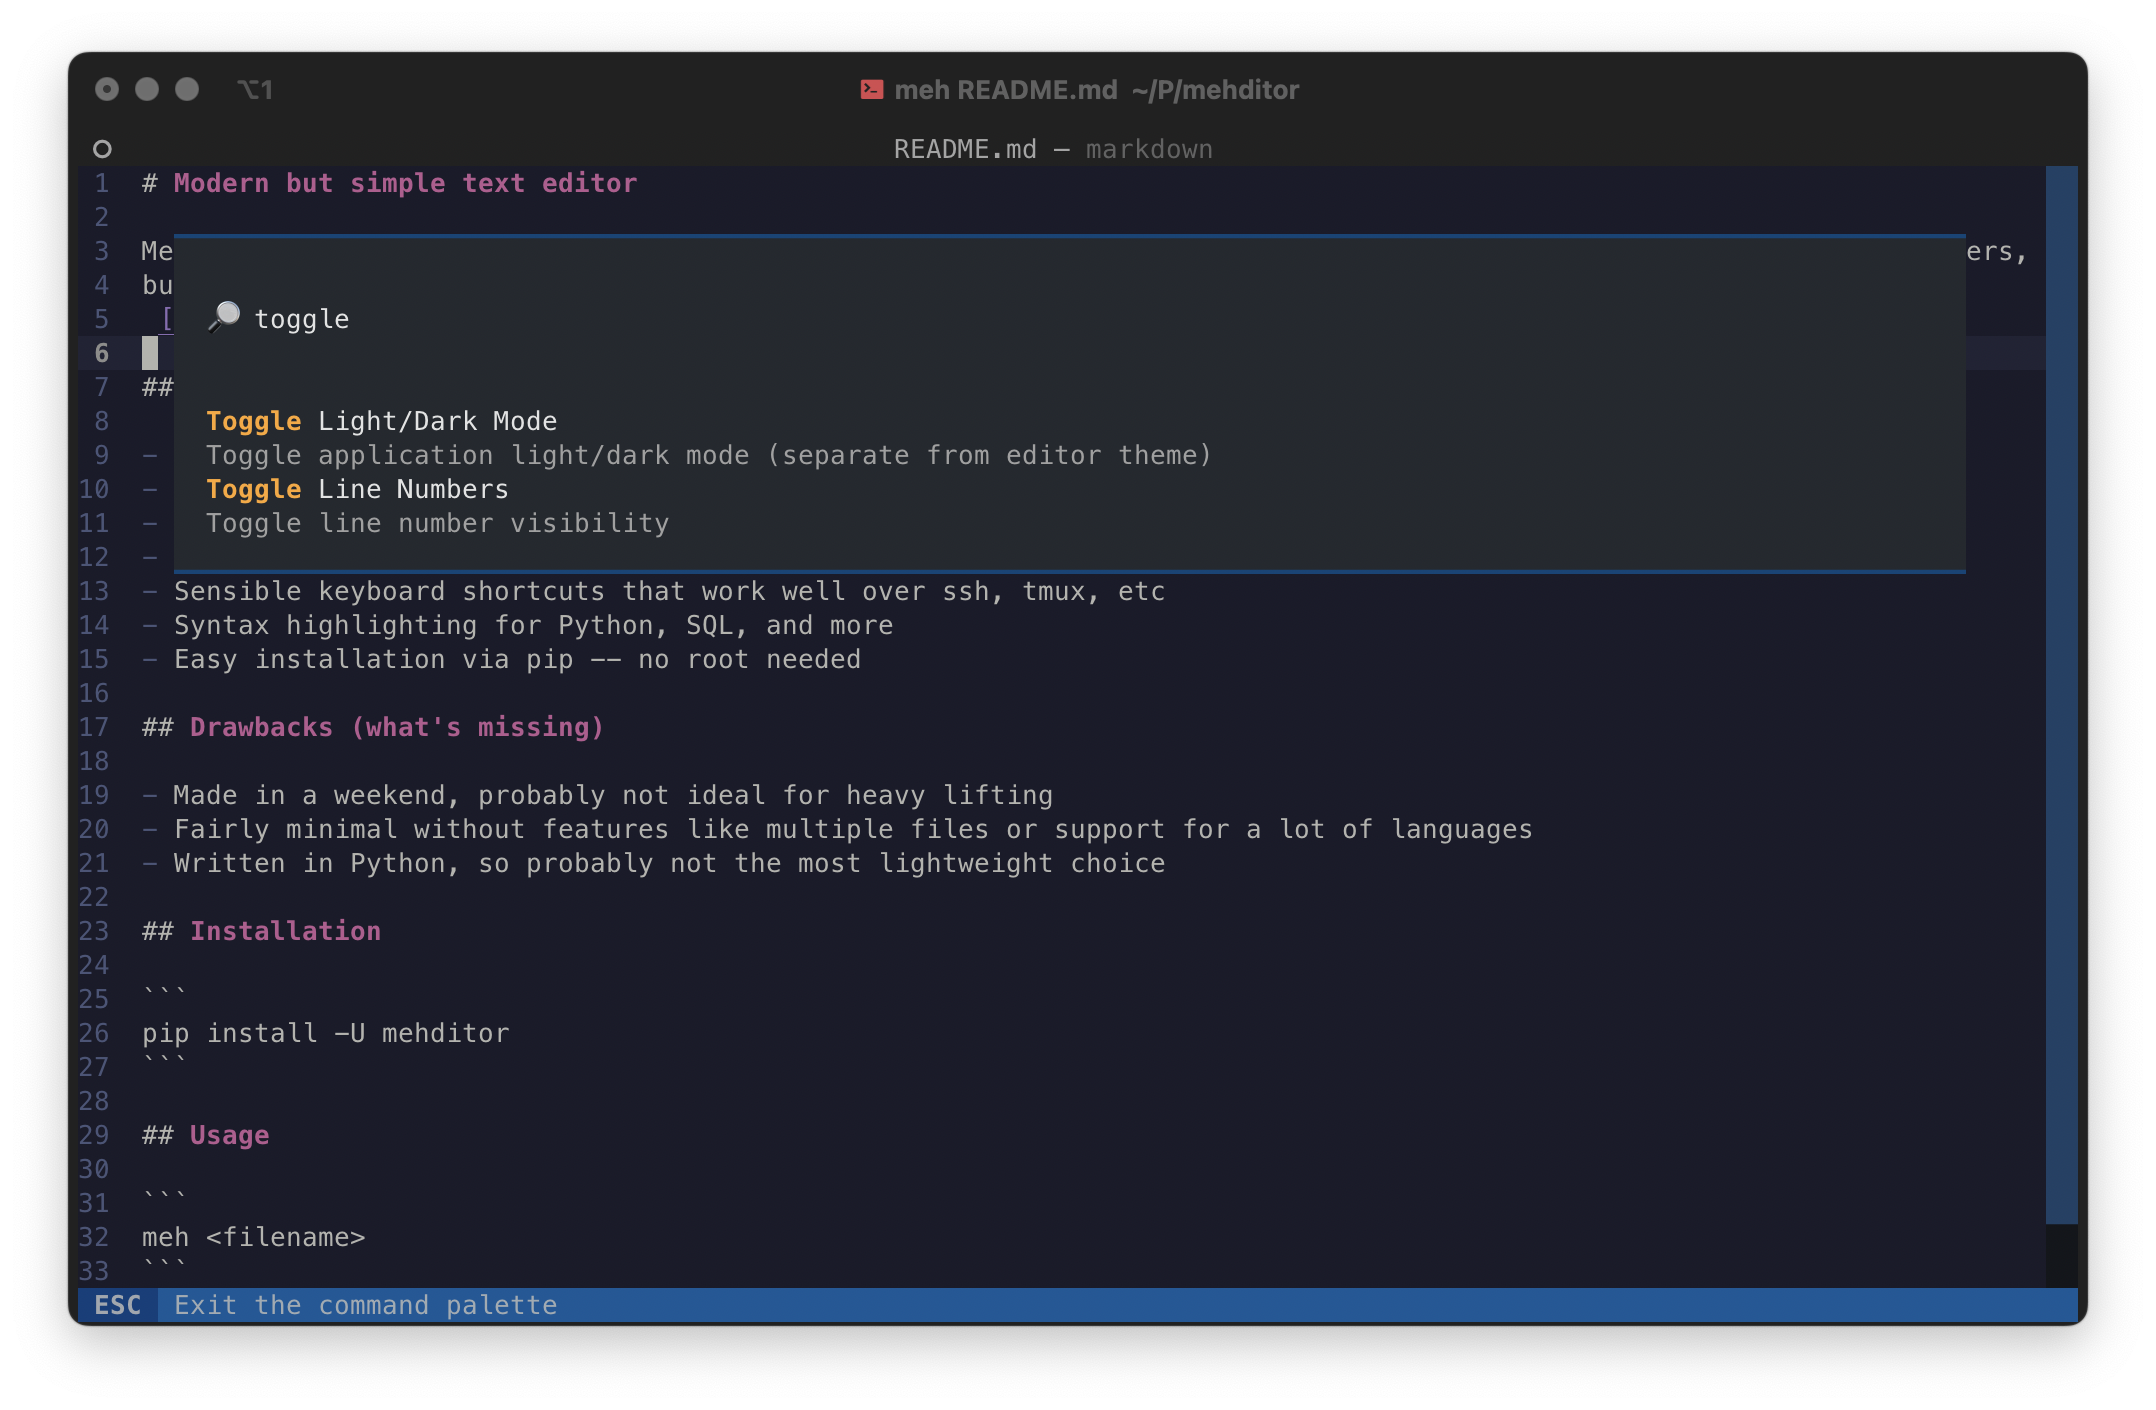 ⌥1
meh README.md ~/P/mehditor
README.md — markdown
1 # Modern but simple text editor
2
3 Me ers,
4 bu
5 [
toggle
6
7 ##
8
Toggle Light/Dark Mode
9 -
Toggle application light/dark mode (separate from editor theme)
10 -
Toggle Line Numbers
11 -
Toggle line number visibility
12 -
13 - Sensible keyboard shortcuts that work well over ssh, tmux, etc
14 - Syntax highlighting for Python, SQL, and more
15 - Easy installation via pip -- no root needed
16
17 ## Drawbacks (what's missing)
18
19 - Made in a weekend, probably not ideal for heavy lifting
20 - Fairly minimal without features like multiple files or support for a lot of languages
21 - Written in Python, so probably not the most lightweight choice
22
23 ## Installation
24
25 ```
26 pip install -U mehditor
27 ```
28
29 ## Usage
30
31 ```
32 meh <filename>
33 ```
ESC Exit the command palette